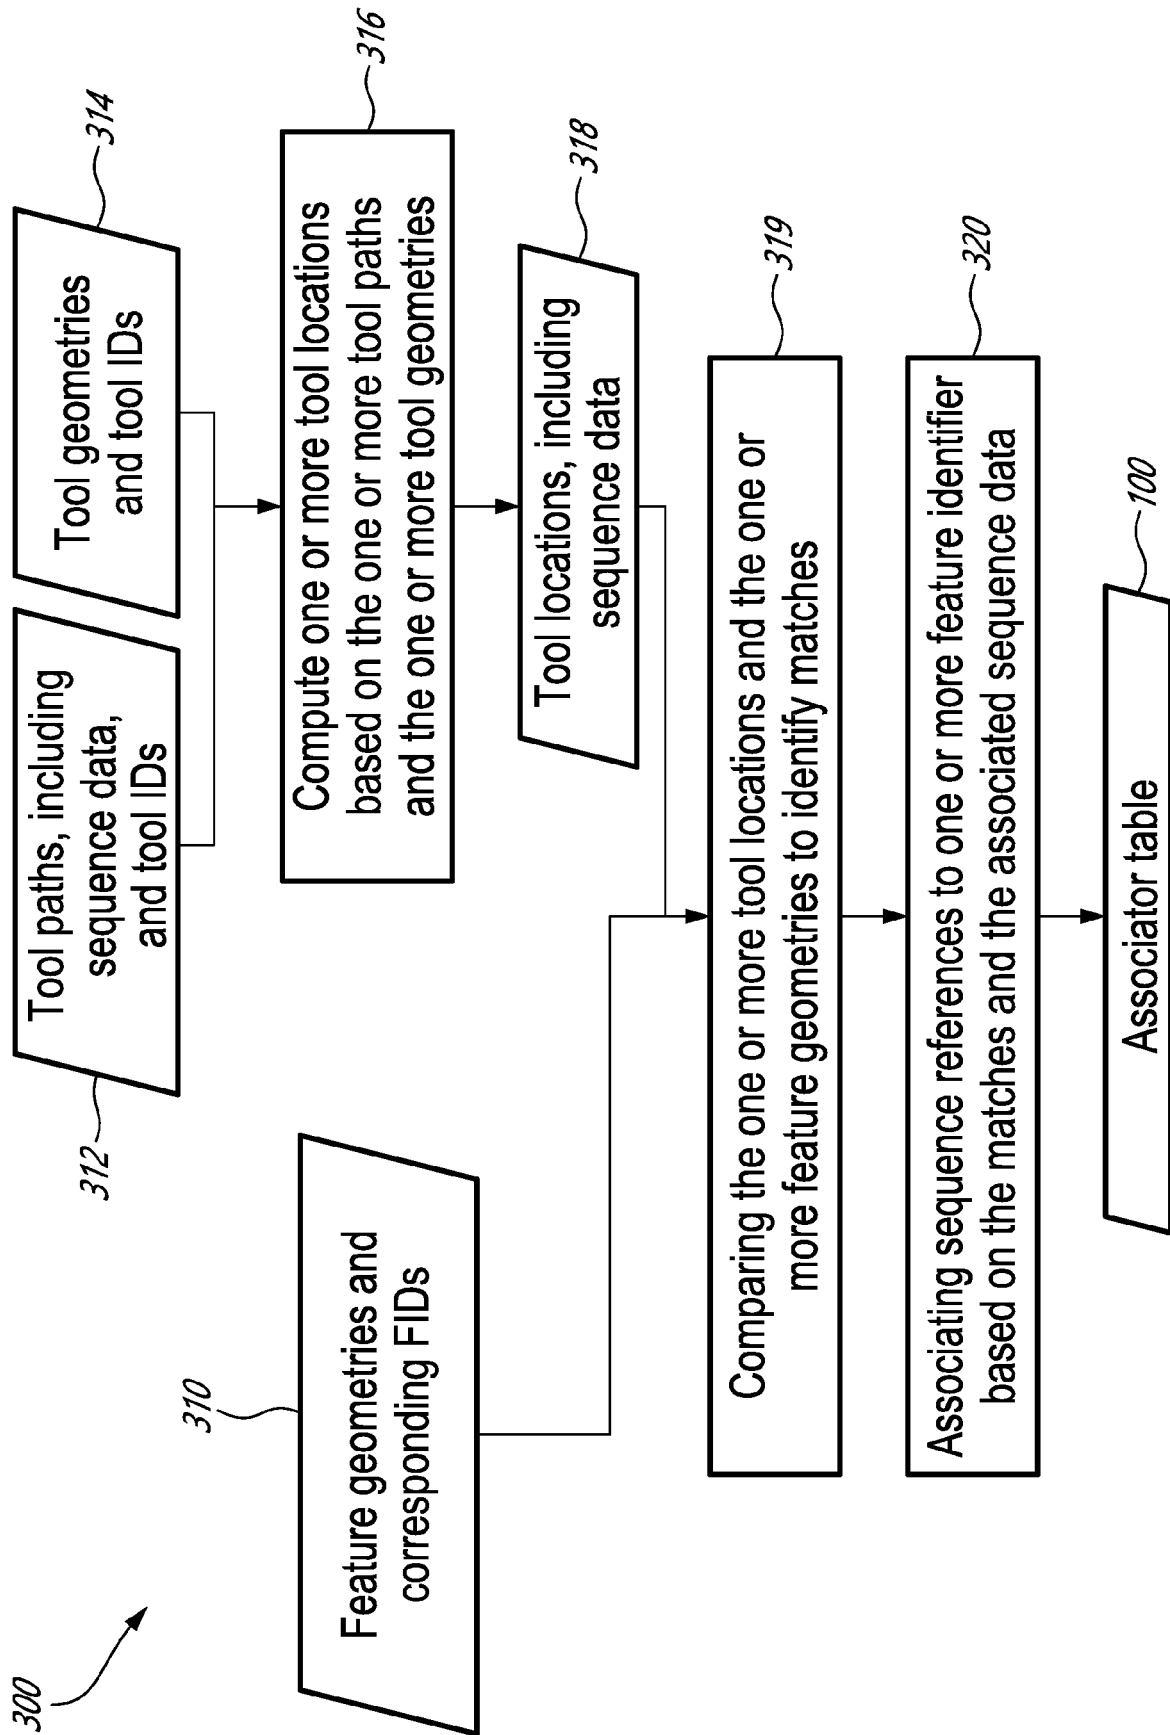 300
310
Feature geometries and
corresponding FIDs
312
Tool paths, including
sequence data,
and tool IDs
314
Tool geometries
and tool IDs
316
Compute one or more tool locations
based on the one or more tool paths
and the one or more tool geometries
318
Tool locations, including
sequence data
319
Comparing the one or more tool locations and the one or
more feature geometries to identify matches
320
Associating sequence references to one or more feature identifier
based on the matches and the associated sequence data
100
Associator table